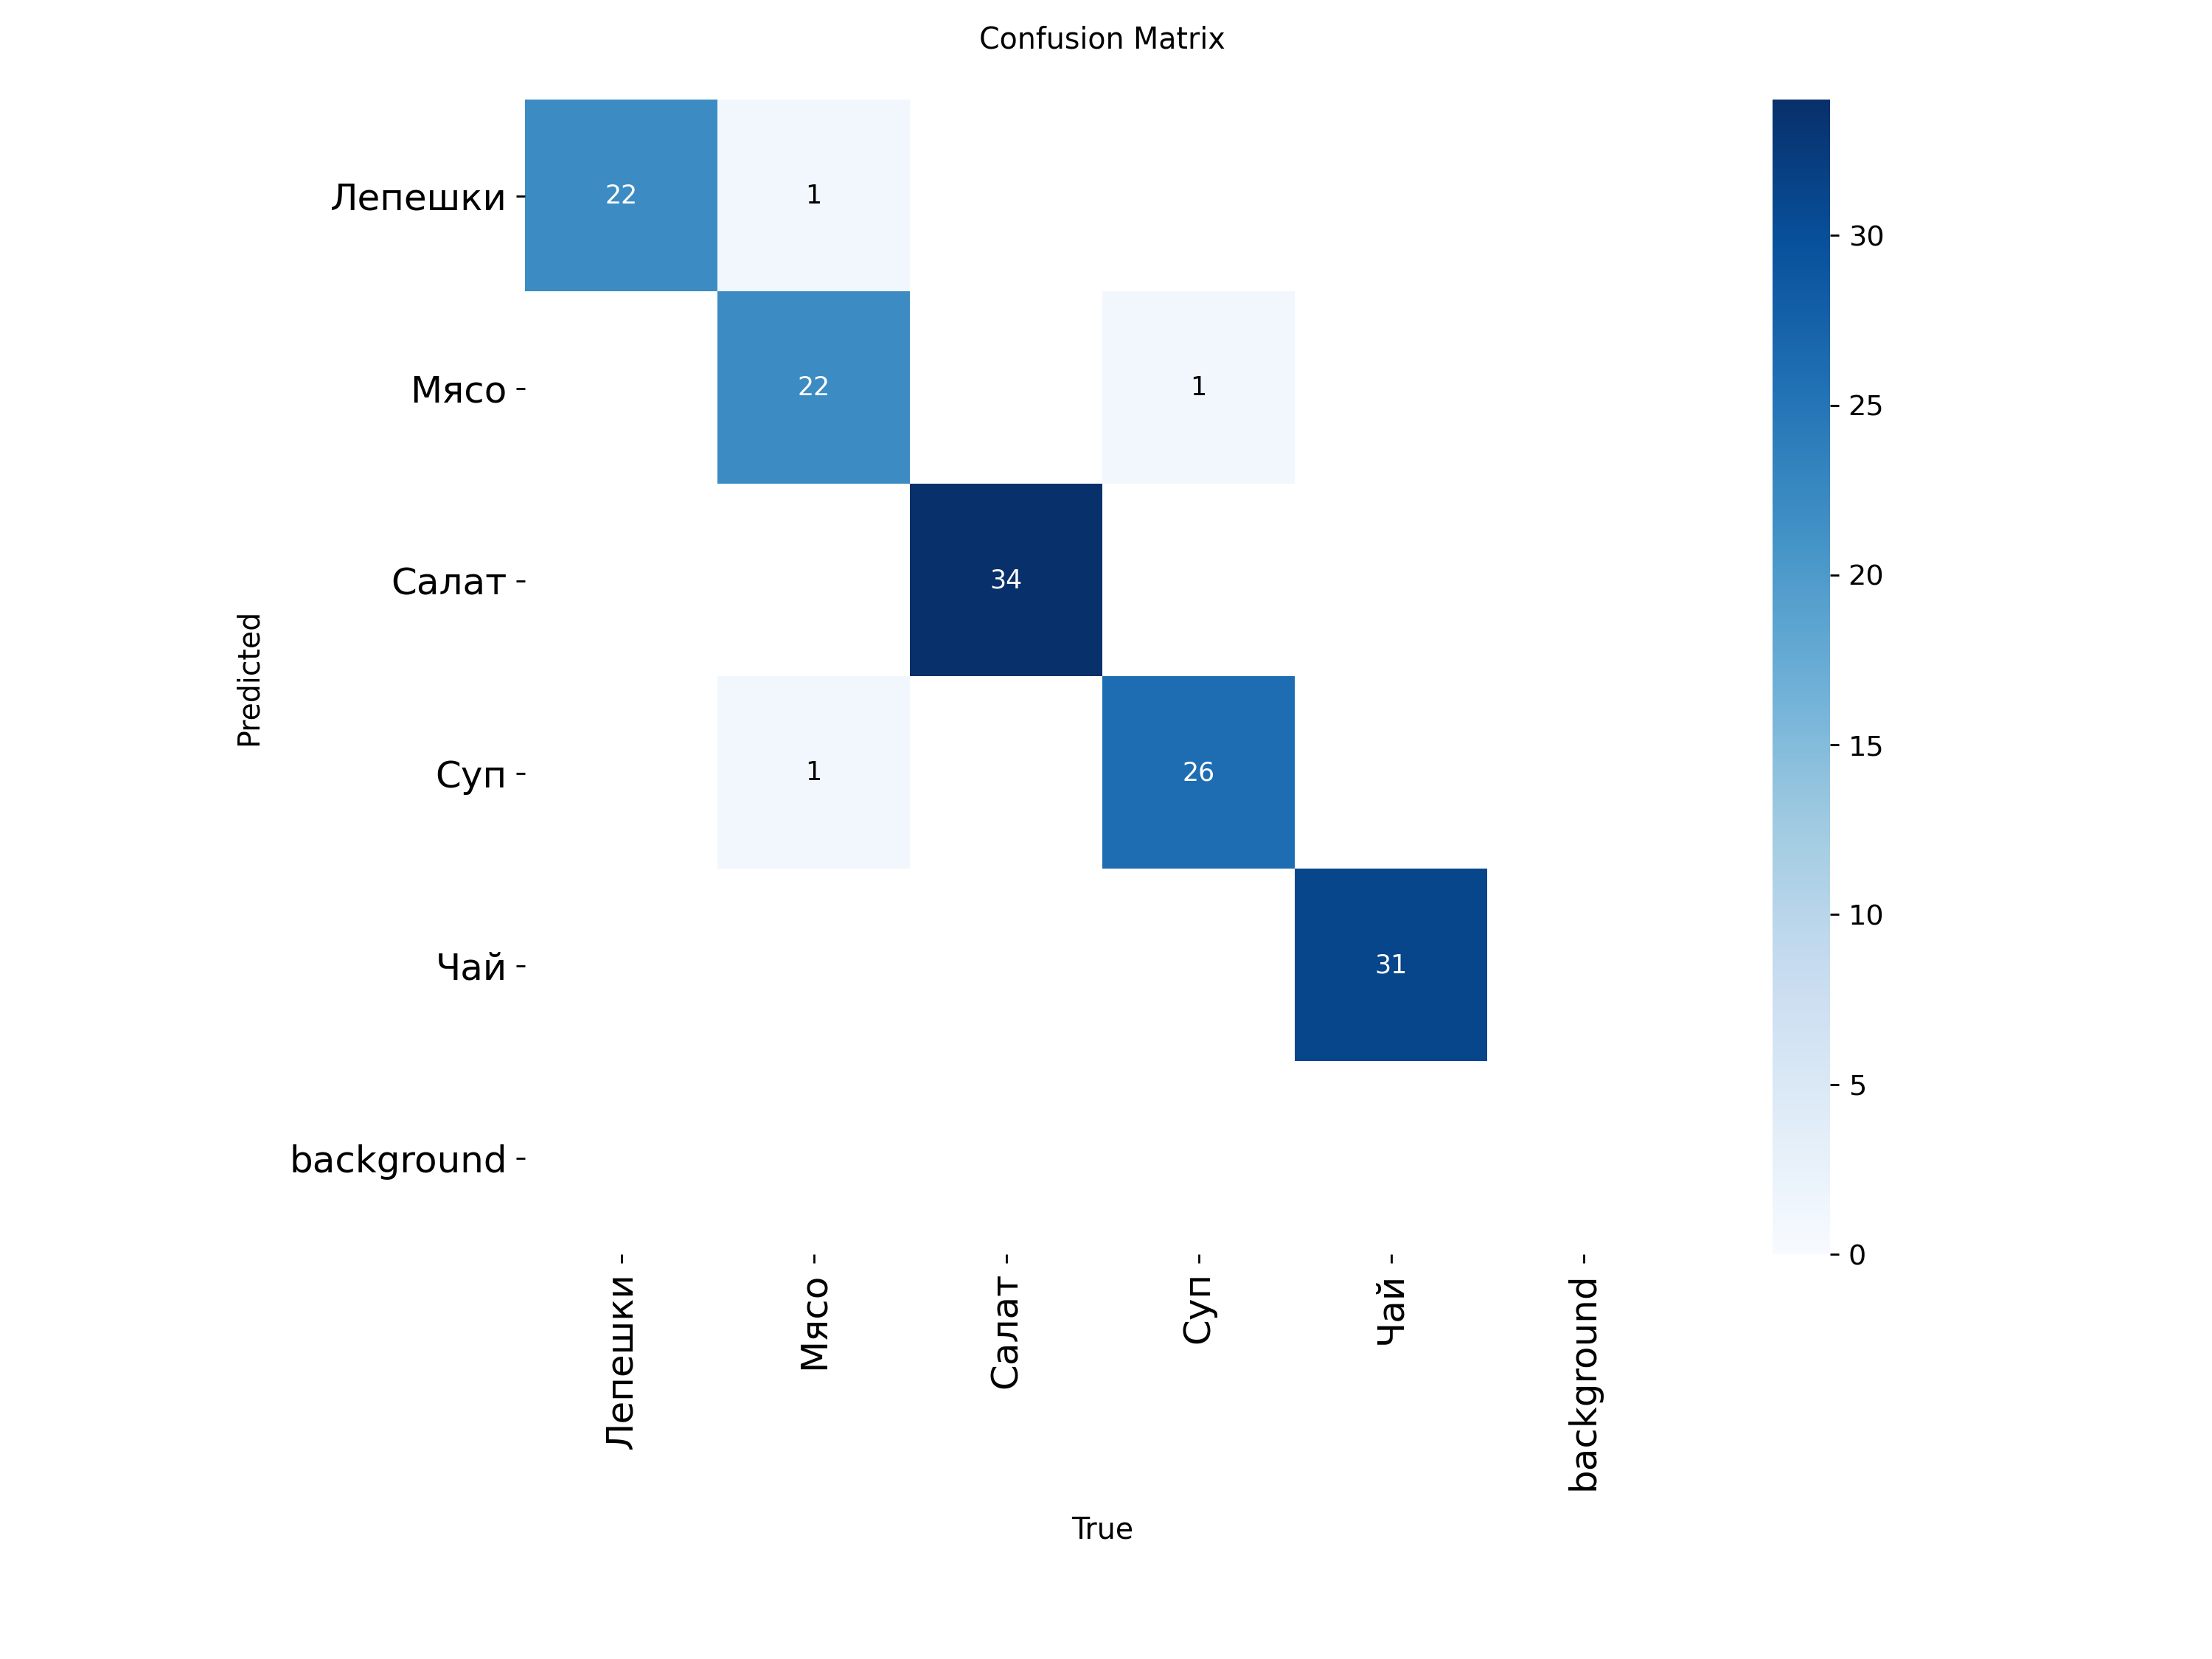 Confusion Matrix
Лепешки
22
1
30
Мясо
22
1
25
20
Салат
34
Predicted
15
Суп
1
26
10
Чай
31
5
background
0
Лепешки
Мясо
Салат
Суп
Чай
background
True